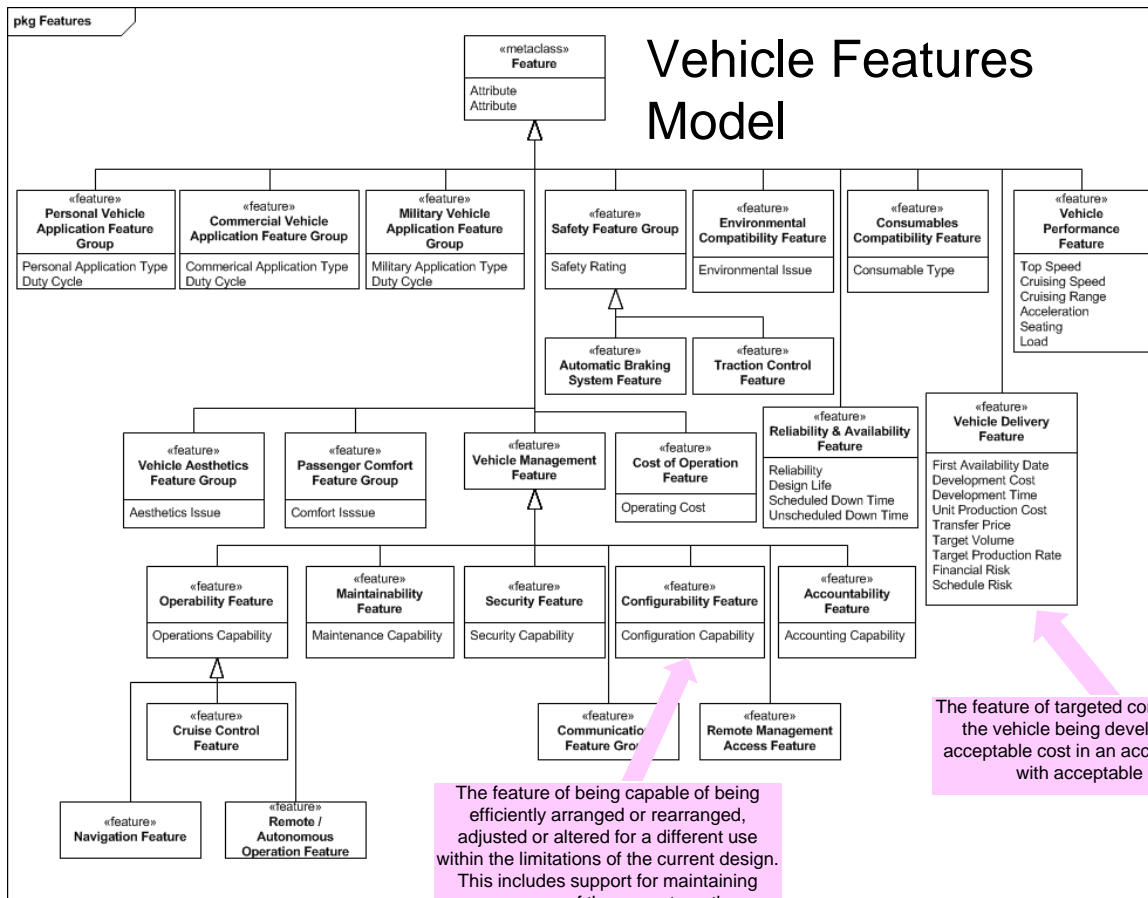 pkg Features
Vehicle Features
Model
«metaclass»
Feature
Attribute
Attribute
«feature»
Personal Vehicle
Application Feature
Group
Personal Application Type
Duty Cycle
«feature»
Commercial Vehicle
Application Feature Group
Commerical Application Type
Duty Cycle
«feature»
Military Vehicle
Application Feature
Group
Military Application Type
Duty Cycle
«feature»
Safety Feature Group
Safety Rating
«feature»
Environmental
Compatibility Feature
Environmental Issue
«feature»
Consumables
Compatibility Feature
Consumable Type
«feature»
Vehicle
Performance
Feature
Top Speed
Cruising Speed
Cruising Range
Acceleration
Seating
Load
«feature»
Automatic Braking
System Feature
«feature»
Traction Control
Feature
«feature»
Vehicle Aesthetics
Feature Group
Aesthetics Issue
«feature»
Passenger Comfort
Feature Group
Comfort Isssue
«feature»
Vehicle Management
Feature
«feature»
Cost of Operation
Feature
Operating Cost
«feature»
Reliability & Availability
Feature
Reliability
Design Life
Scheduled Down Time
Unscheduled Down Time
«feature»
Vehicle Delivery
Feature
First Availability Date
Development Cost
Development Time
Unit Production Cost
Transfer Price
Target Volume
Target Production Rate
Financial Risk
Schedule Risk
«feature»
Operability Feature
Operations Capability
«feature»
Maintainability
Feature
Maintenance Capability
«feature»
Security Feature
Security Capability
«feature»
Configurability Feature
Configuration Capability
«feature»
Accountability
Feature
Accounting Capability
«feature»
Cruise Control
Feature
«feature»
Communication
Feature Group
«feature»
Remote Management
Access Feature
«feature»
Navigation Feature
«feature»
Remote /
Autonomous
Operation Feature
The feature of being capable of being
efficiently arranged or rearranged,
adjusted or altered for a different use
within the limitations of the current design.
This includes support for maintaining
The feature of targeted
the vehicle being
acceptable cost in an
with acceptable